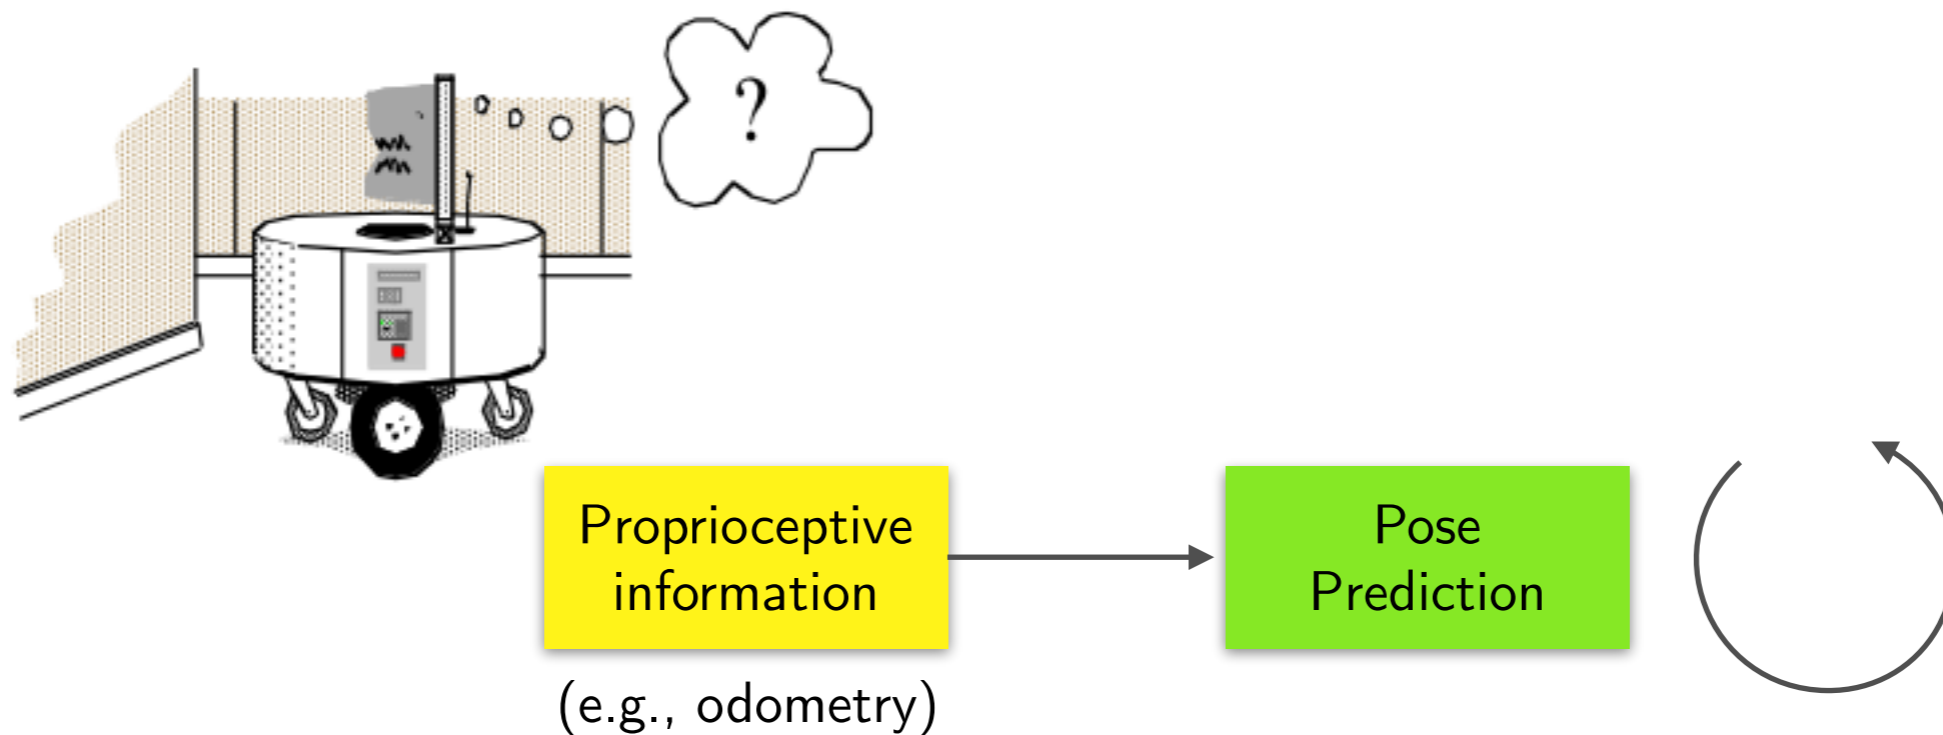 ?
Proprioceptive
information
(e.g., odometry)
Pose
Prediction